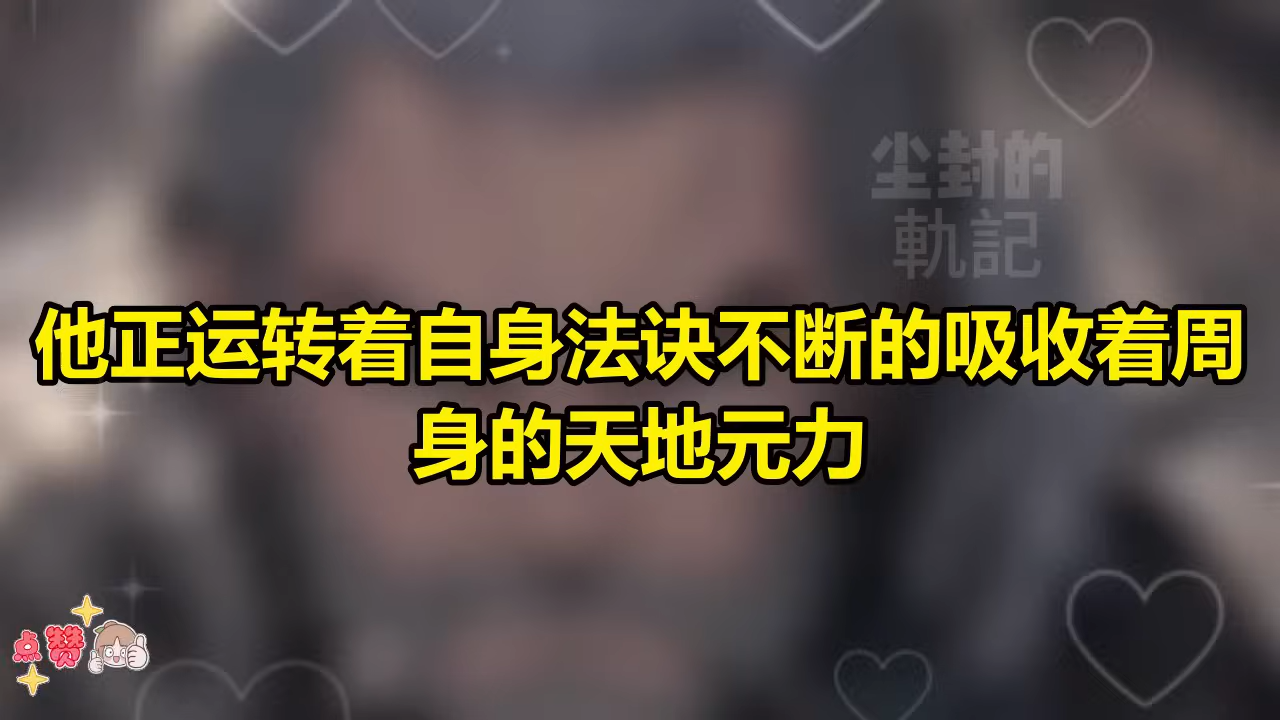 尘封的
軌記
他正运转着自身法诀不断的吸收着周
身的天地元力
点赞